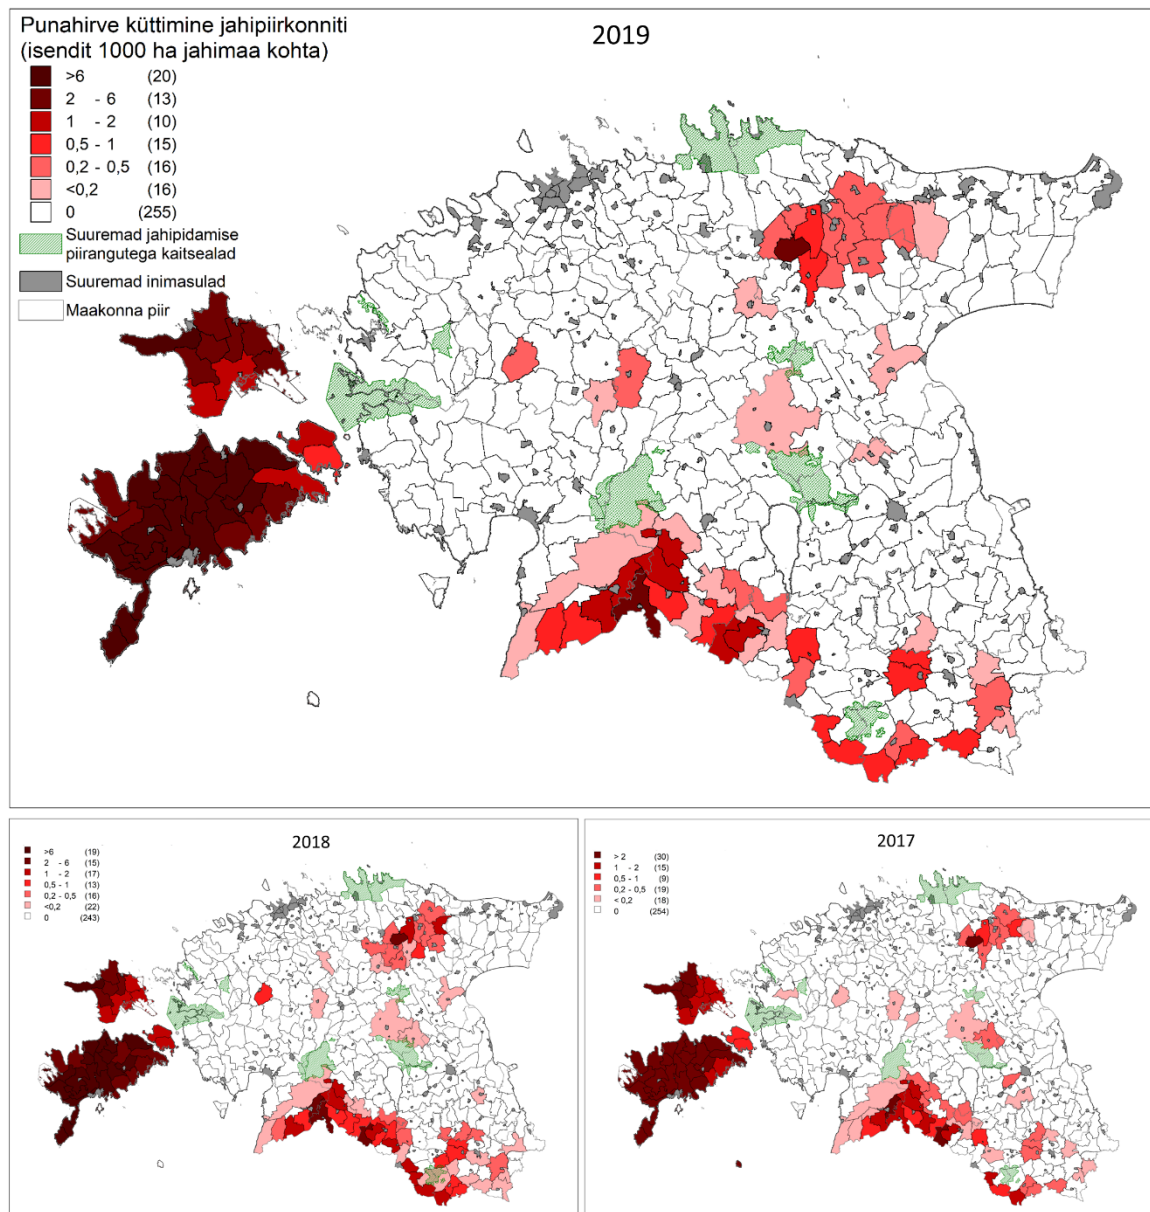 Punahirve küttimine jahipiirkonniti
(isendit 1000 ha jahimaa kohta)
2019
>6 (20)
2 - 6 (13)
1 - 2 (10)
0,5 - 1 (15)
0,2 - 0,5 (16)
<0,2 (16)
0 (255)
Suuremad jahipidamise
piirangutega kaitsealad
Suuremad inimasulad
Maakonna piir
2018
>6 (19)
2 - 6 (15)
1 - 2 (17)
0,5 - 1 (13)
0,2 - 0,5 (16)
<0,2 (22)
0 (243)
2017
> 2 (30)
1 - 2 (15)
0,5 - 1 (9)
0,2 - 0,5 (19)
< 0,2 (18)
0 (254)